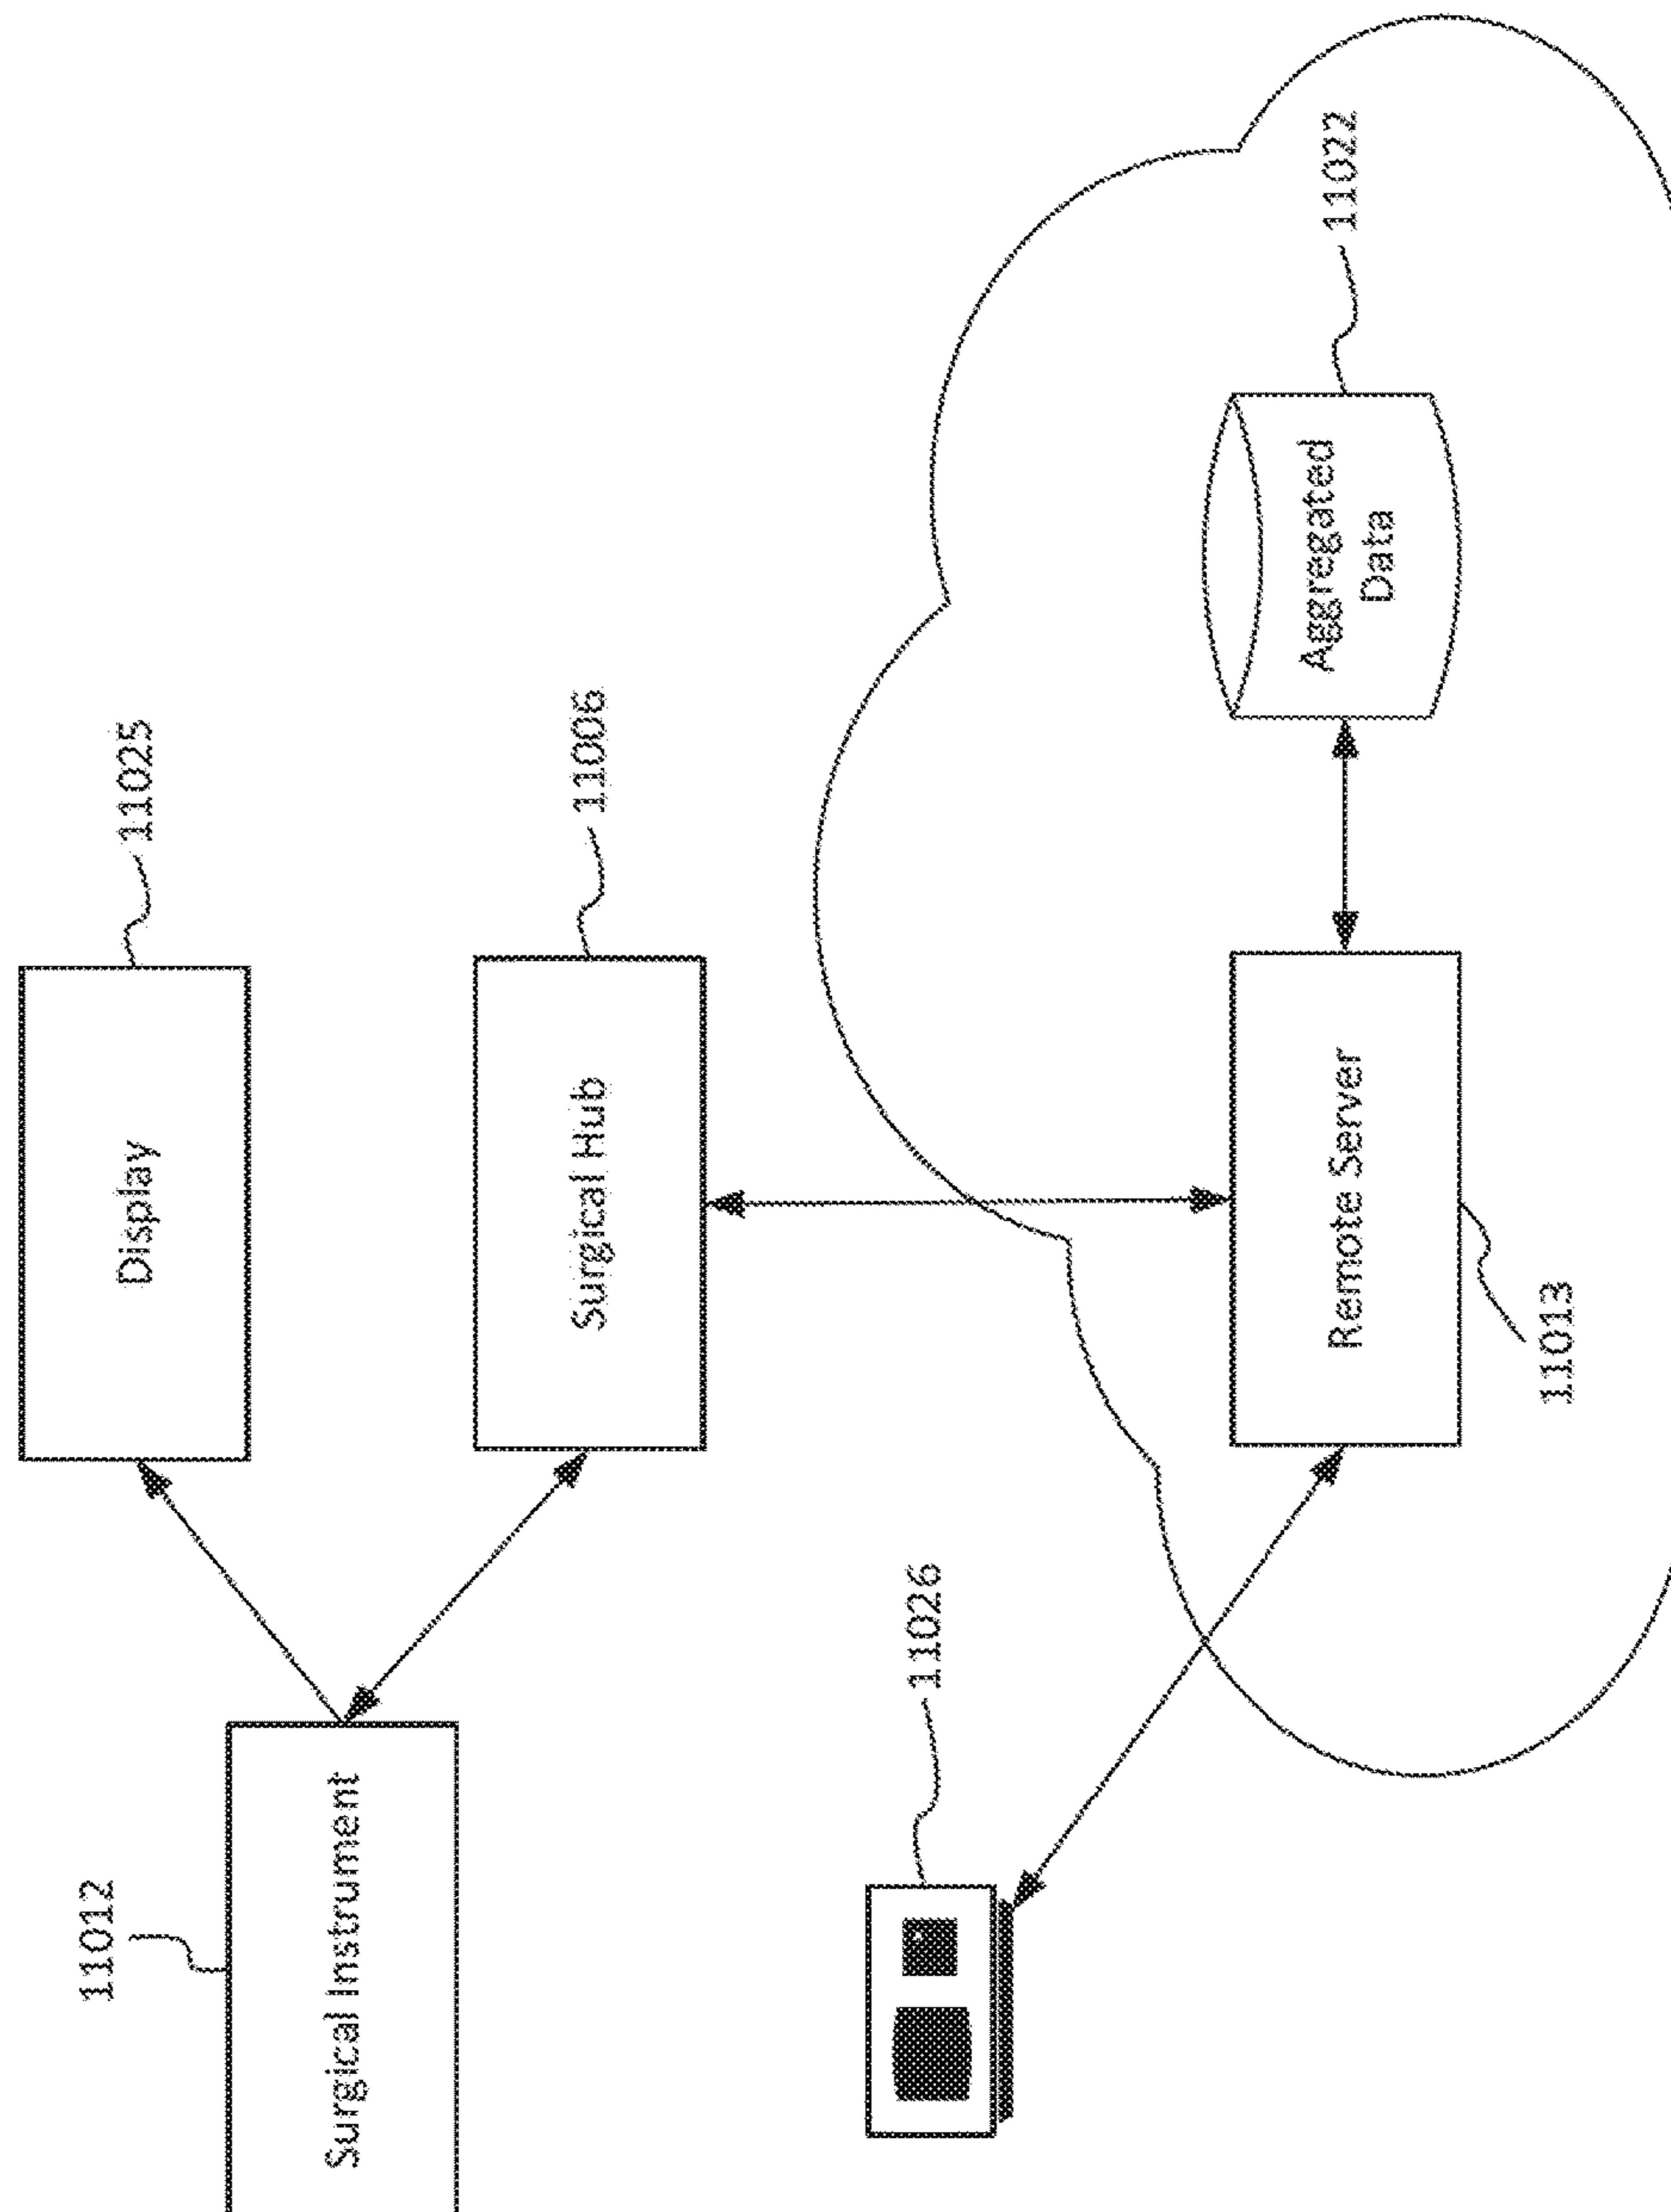 11012
Surgical Instrument
Display
11025
Surgical Hub
11006
11026
Remote Server
11013
Aggregated
Data
11022